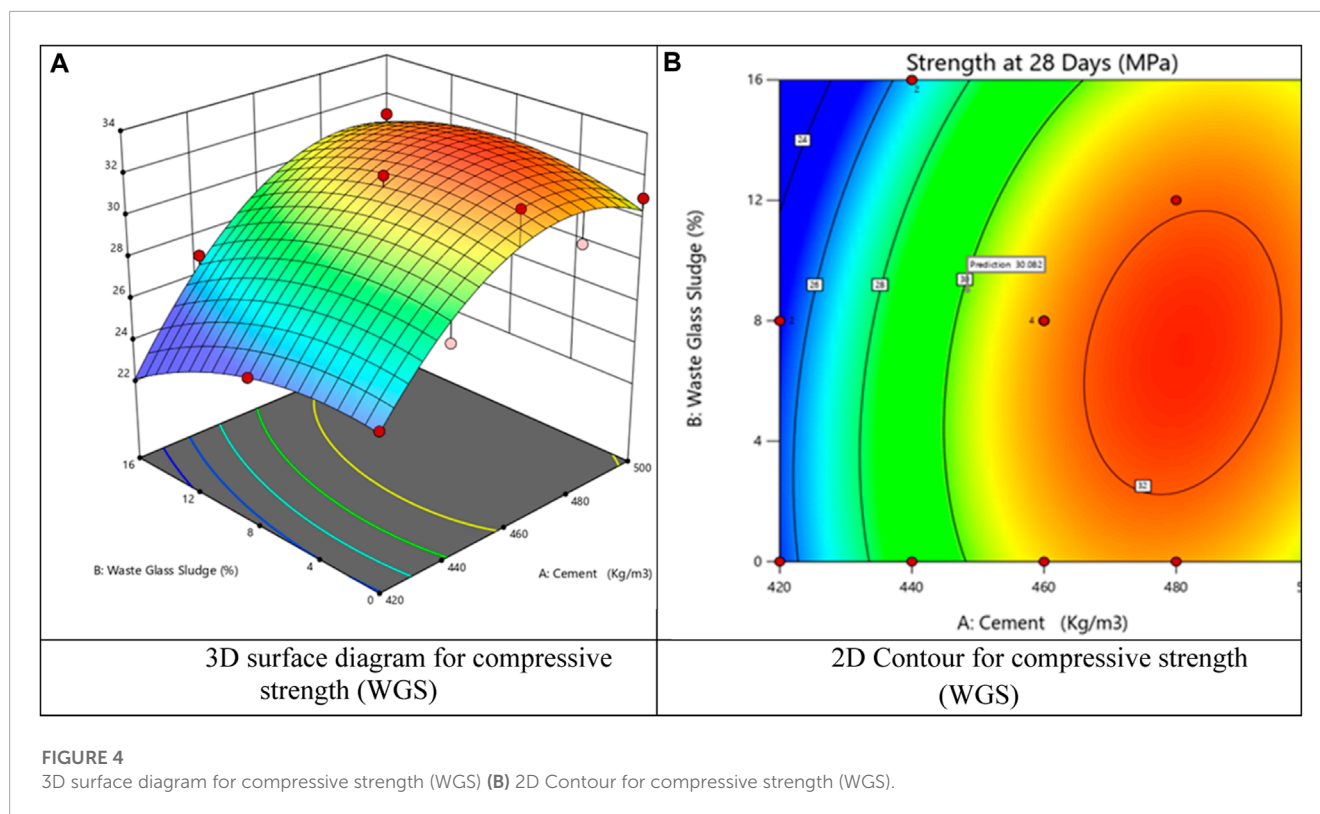 A
34
32
30
28
26
24
22
16
12
8
4
0
420
440
460
480
500
B: Waste Glass Sludge (%)
A: Cement (Kg/m3)
3D surface diagram for compressive
strength (WGS)
B
Strength at 28 Days (MPa)
16
12
8
4
0
B: Waste Glass Sludge (%)
2
24
26
28
30
Prediction 30.082
2
4
32
420
440
460
480
A: Cement (Kg/m3)
2D Contour for compressive strength
(WGS)
FIGURE 4
3D surface diagram for compressive strength (WGS) (B) 2D Contour for compressive strength (WGS).